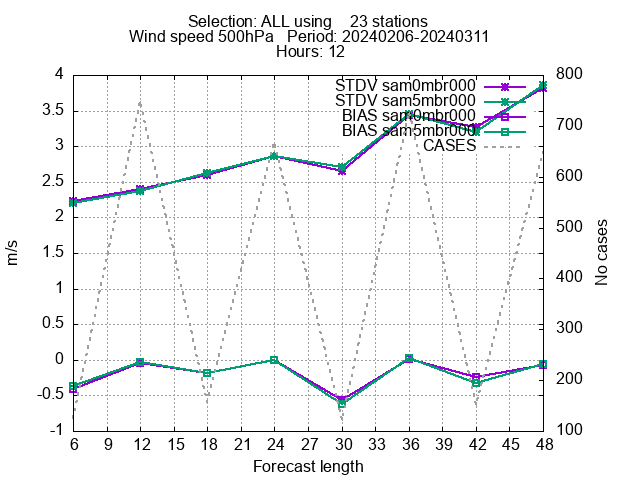 Selection: ALL using    23 stations
Wind speed 500hPa   Period: 20240206-20240311
Hours: 12
STDV sam0mbr000
STDV sam5mbr000
BIAS sam0mbr000
BIAS sam5mbr000
CASES
4
3.5
3
2.5
2
1.5
1
0.5
0
-0.5
-1
m/s
800
700
600
500
400
300
200
100
No cases
6 12 18 24 30 36 42 48
9 15 21 27 33 39 45
Forecast length